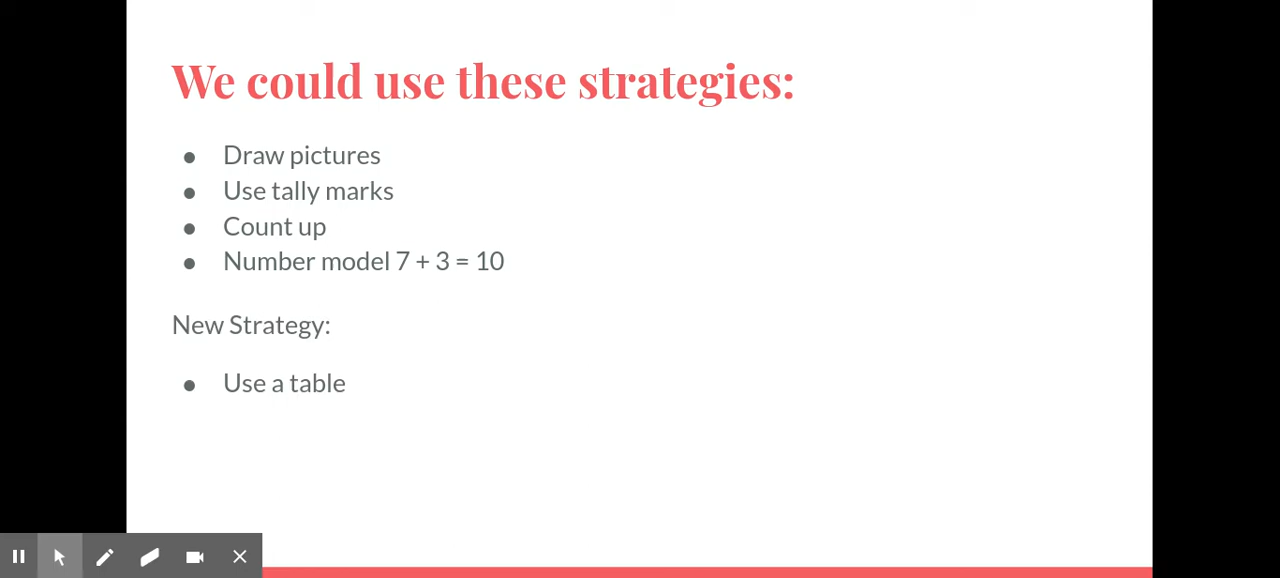 We could use these strategies:
● Draw pictures
● Use tally marks
● Count up
● Number model 7 + 3 = 10
New Strategy:
● Use a table